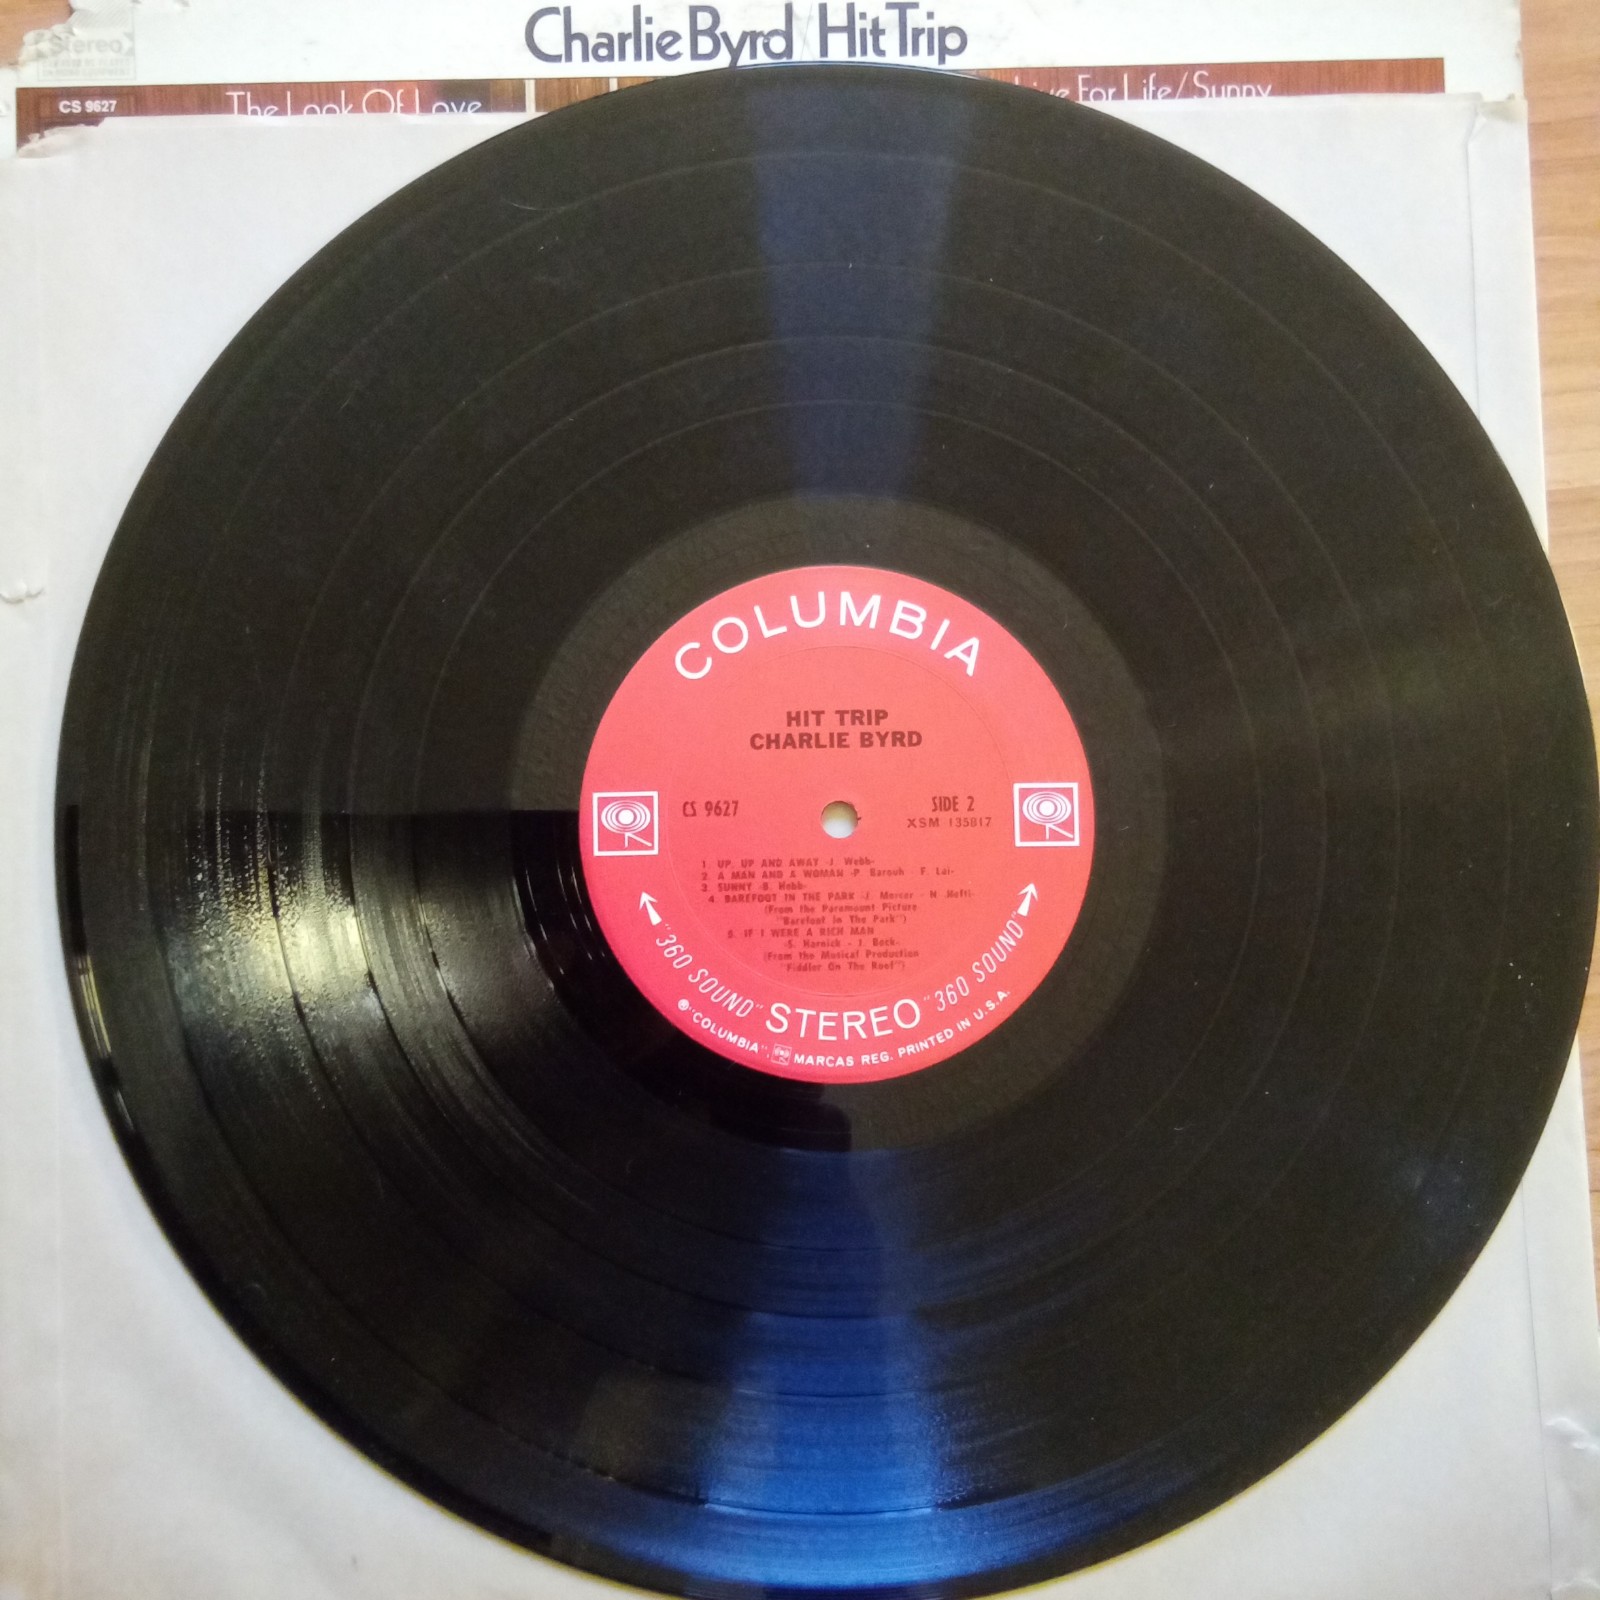 Charlie Byrd/Hit Trip
Stereo
CS 9627
The Look Of Love
For Life/Sunny
COLUMBIA
HIT TRIP
CHARLIE BYRD
CS 9627
SIDE 2
XSM 135817
1. UP, UP AND AWAY -J. Webb-
2. A MAN AND A WOMAN -P. Barouh - F. Lai-
3. SUNNY -B. Hebb-
4. BAREFOOT IN THE PARK -J. Mercer - N. Hefti-
(From the Paramount Picture
"Barefoot In The Park")
5. IF I WERE A RICH MAN
-S. Harnick - J. Bock-
(From the Musical Production
"Fiddler On The Roof")
"360 SOUND" STEREO "360 SOUND"
®"COLUMBIA", MARCAS REG. PRINTED IN U.S.A.